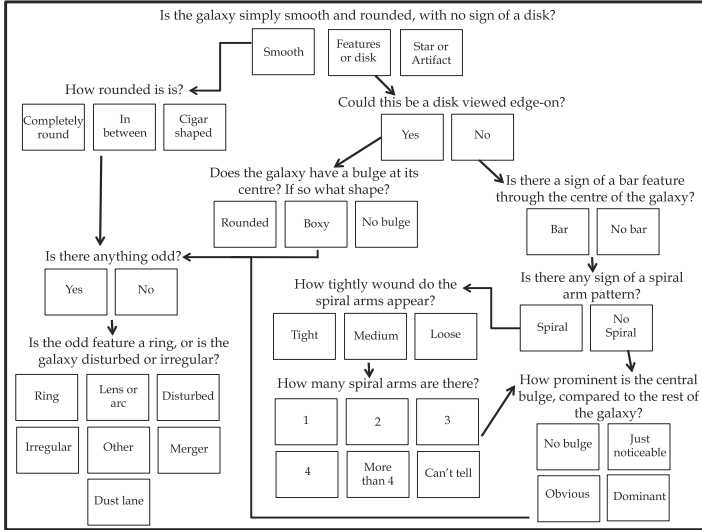 Is the galaxy simply smooth and rounded, with no sign of a disk?
Smooth
Features
or disk
Star or
Artifact
How rounded is is?
Completely
round
In
between
Cigar
shaped
Could this be a disk viewed edge-on?
Yes
No
Does the galaxy have a bulge at its
centre? If so what shape?
Rounded
Boxy
No bulge
Is there a sign of a bar feature
through the centre of the galaxy?
Bar
No bar
Is there anything odd?
Yes
No
How tightly wound do the
spiral arms appear?
Tight
Medium
Loose
Is there any sign of a spiral
arm pattern?
Spiral
No
Spiral
Is the odd feature a ring, or is the
galaxy disturbed or irregular?
Ring
Lens or
arc
Disturbed
Irregular
Other
Merger
Dust lane
How many spiral arms are there?
1
2
3
4
More
than 4
Can't tell
How prominent is the central
bulge, compared to the rest of
the galaxy?
No bulge
Just
noticeable
Obvious
Dominant